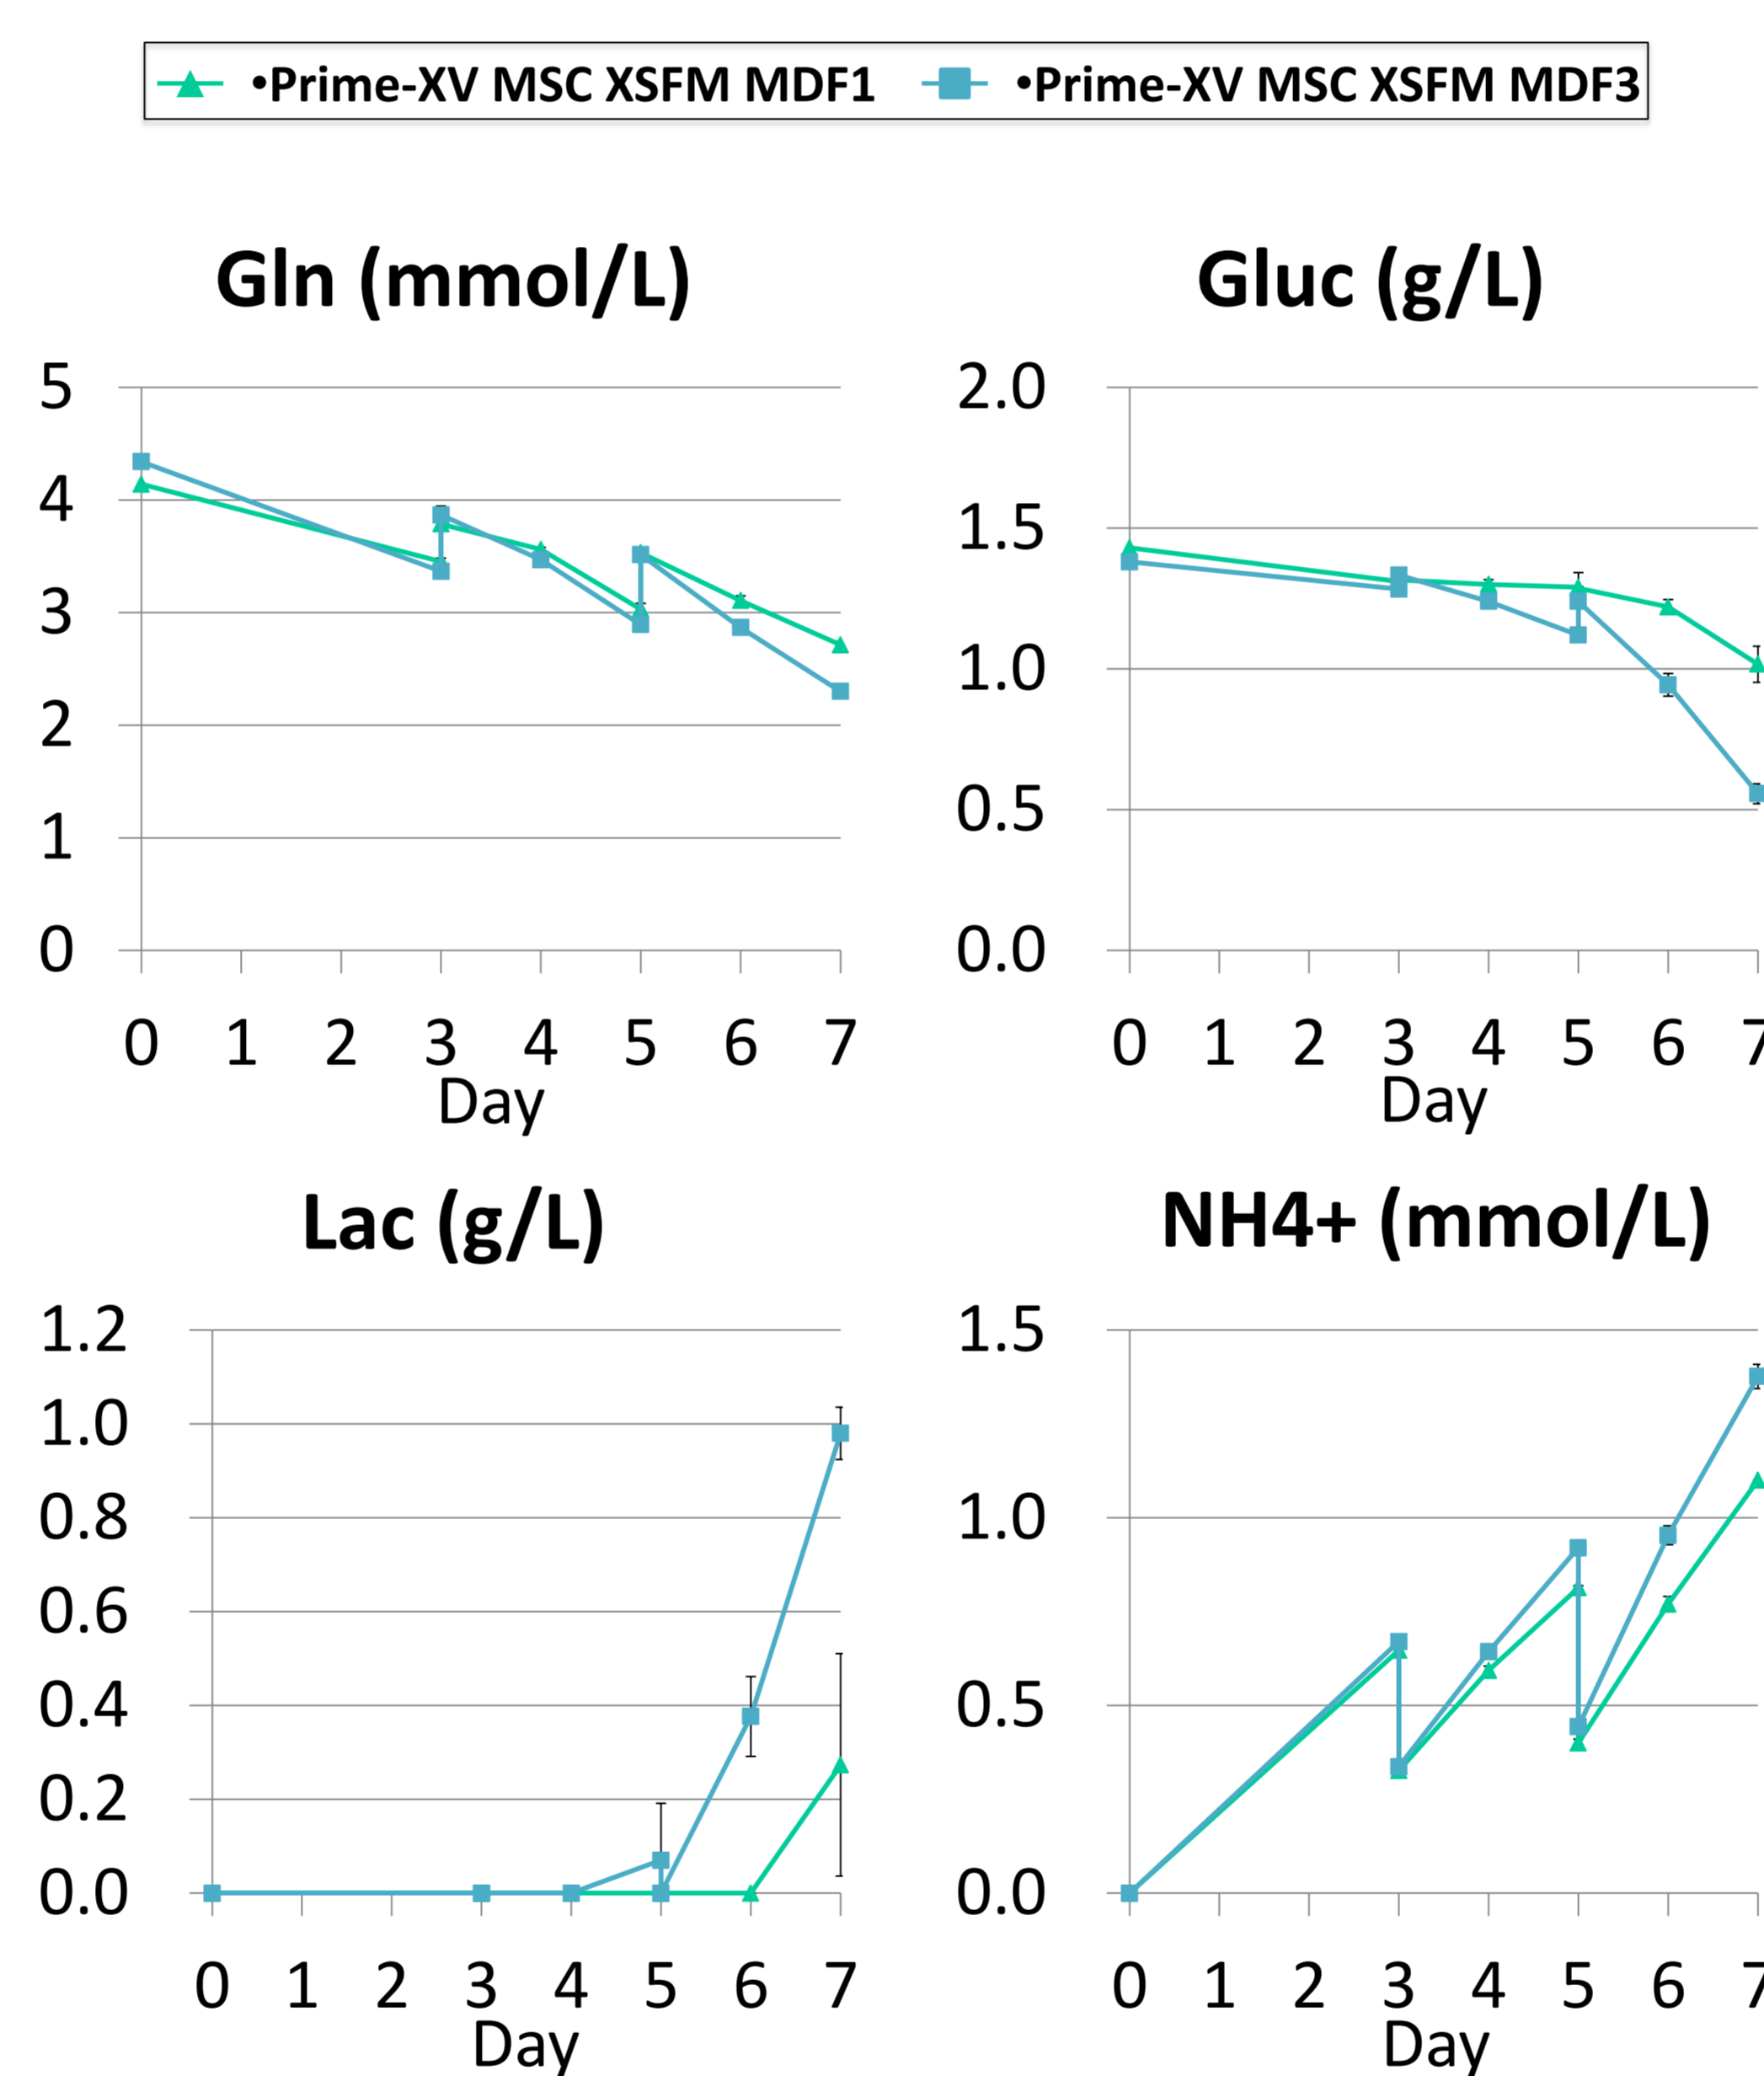 •Prime-XV MSC XSFM MDF1 •Prime-XV MSC XSFM MDF3
Gln (mmol/L)
5
4
3
2
1
0
0 1 2 3 4 5 6 7
Day
Gluc (g/L)
2.0
1.5
1.0
0.5
0.0
0 1 2 3 4 5 6 7
Day
Lac (g/L)
1.2
1.0
0.8
0.6
0.4
0.2
0.0
0 1 2 3 4 5 6 7
Day
NH4+ (mmol/L)
1.5
1.0
0.5
0.0
0 1 2 3 4 5 6 7
Day